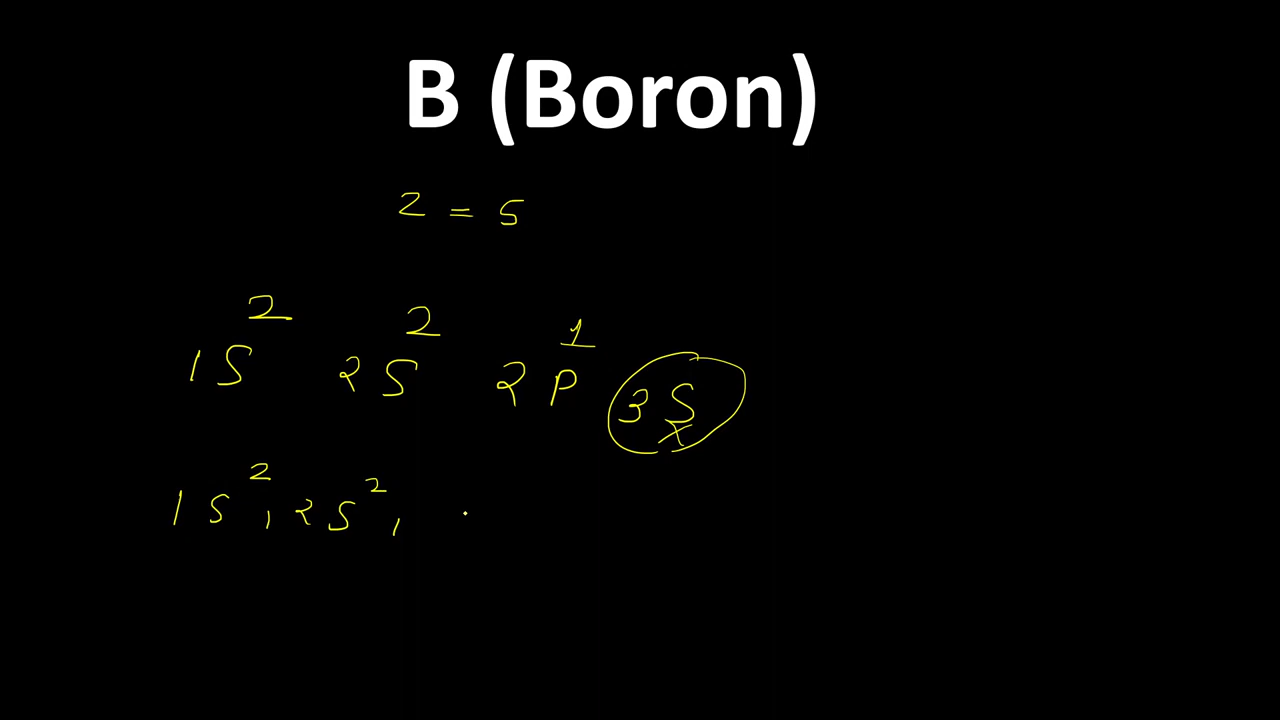 B (Boron)
Z = 5
1S² 2S² 2P¹ 3S x
1S², 2S²,